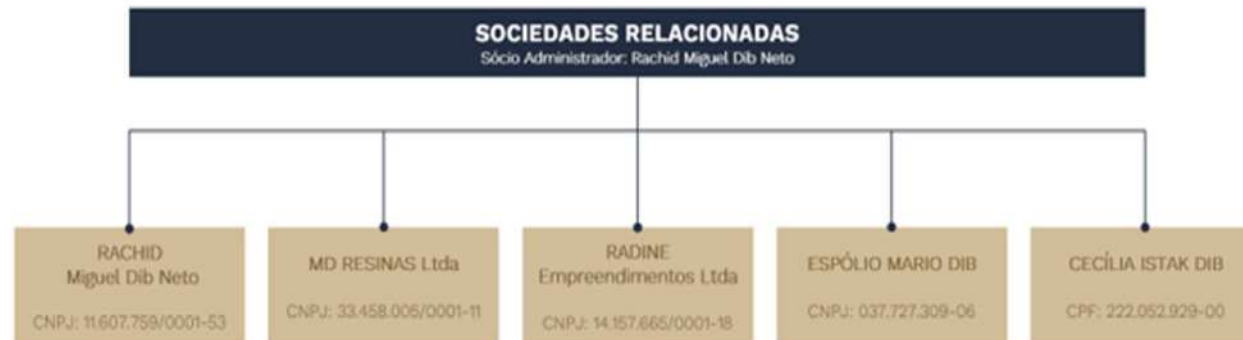 SOCIEDADES RELACIONADAS
Sócio Administrador: Rachid Miguel Dib Neto
RACHID
Miguel Dib Neto
CNPJ: 11.607.759/0001-53
MD RESINAS Ltda
CNPJ: 33.458.005/0001-11
RADINE
Empreendimentos Ltda
CNPJ: 14.157.665/0001-18
ESPÓLIO MARIO DIB
CNPJ: 037.727.309-06
CECÍLIA ISTAK DIB
CPF: 222.052.929-00